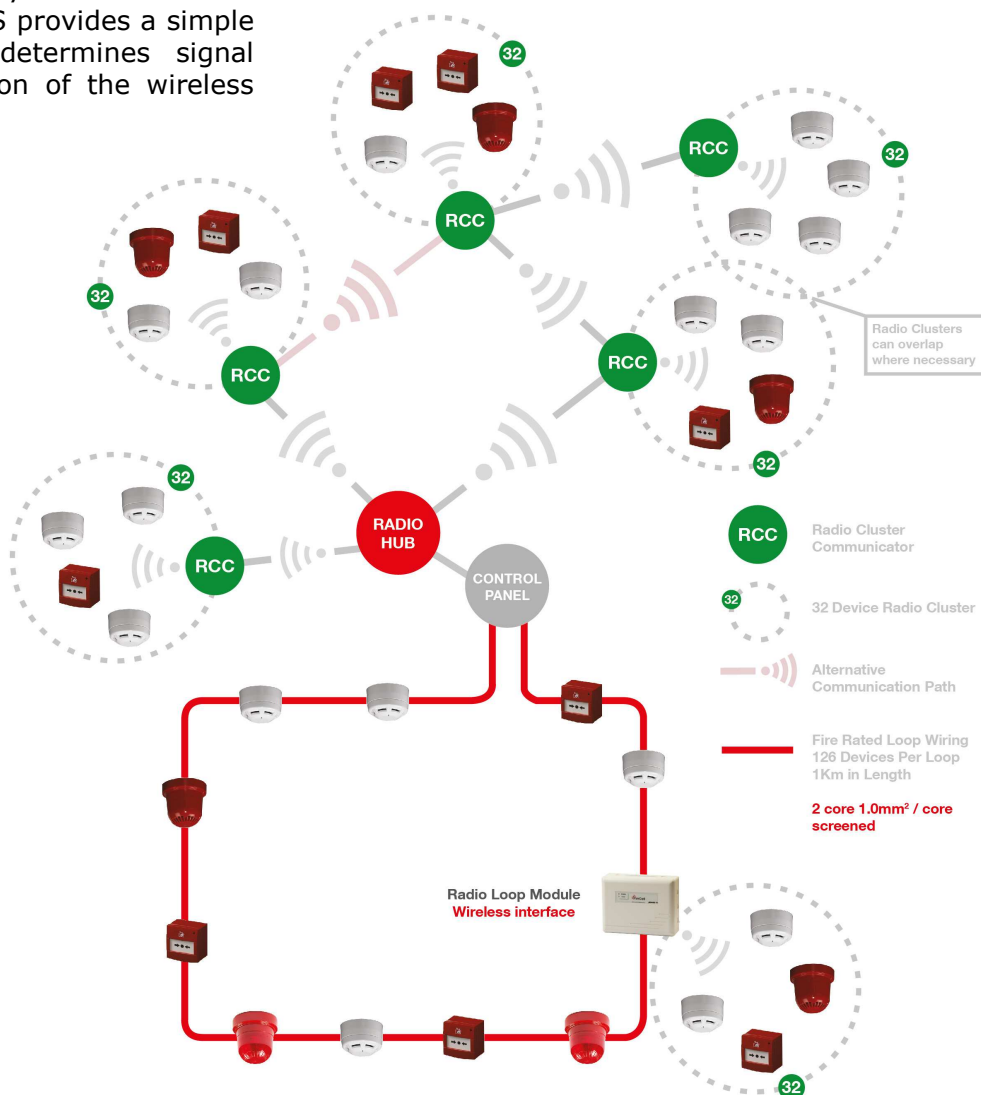 S provides a simple
determines signal
on of the wireless
32
RCC
32
RCC
32
RCC
RCC
Radio Clusters
can overlap
where necessary
32
32
RCC
RADIO
HUB
CONTROL
PANEL
RCC
Radio Cluster
Communicator
32
32 Device Radio Cluster
Alternative
Communication Path
Fire Rated Loop Wiring
126 Devices Per Loop
1Km in Length
2 core 1.0mm² / core
screened
Radio Loop Module
Wireless interface
32